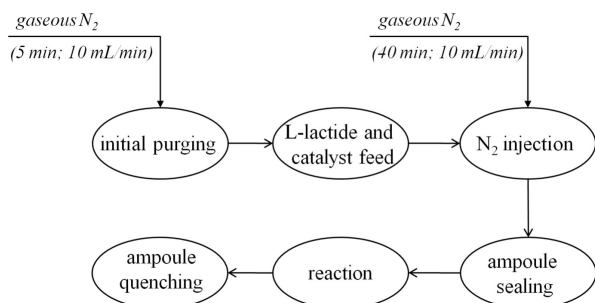 gaseous N₂
(5 min; 10 mL/min)
gaseous N₂
(40 min; 10 mL/min)
initial purging
L-lactide and
catalyst feed
N₂ injection
ampoule
quenching
reaction
ampoule
sealing